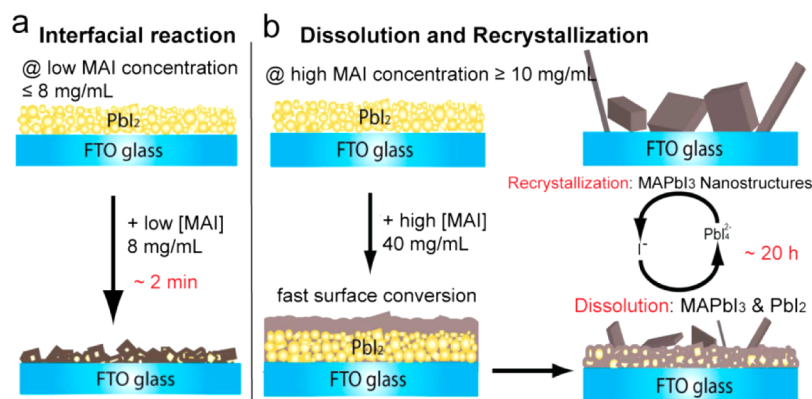 a
Interfacial reaction
@ low MAI concentration
≤ 8 mg/mL
PbI₂
FTO glass
+ low [MAI]
8 mg/mL
~ 2 min
FTO glass
b
Dissolution and Recrystallization
@ high MAI concentration ≥ 10 mg/mL
PbI₂
FTO glass
+ high [MAI]
40 mg/mL
fast surface conversion
PbI₂
FTO glass
FTO glass
Recrystallization: MAPbI₃ Nanostructures
I⁻
PbI₄²⁻
~ 20 h
Dissolution: MAPbI₃ & PbI₂
FTO glass